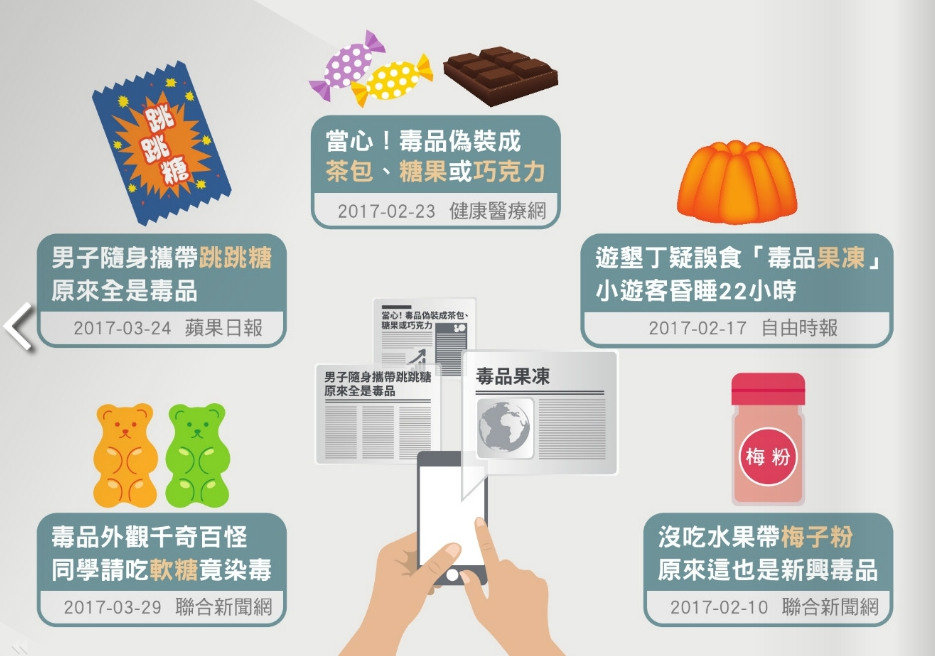 跳
跳
糖
當心！毒品偽裝成
茶包、糖果或巧克力
2017-02-23 健康醫療網
男子隨身攜帶跳跳糖
原來全是毒品
2017-03-24 蘋果日報
遊墾丁疑誤食「毒品果凍」
小遊客昏睡22小時
2017-02-17 自由時報
當心! 毒品偽裝成茶包、
糖果或巧克力
男子隨身攜帶跳跳糖
原來全是毒品
毒品果凍
梅粉
毒品外觀千奇百怪
同學請吃軟糖竟染毒
2017-03-29 聯合新聞網
沒吃水果帶梅子粉
原來這也是新興毒品
2017-02-10 聯合新聞網